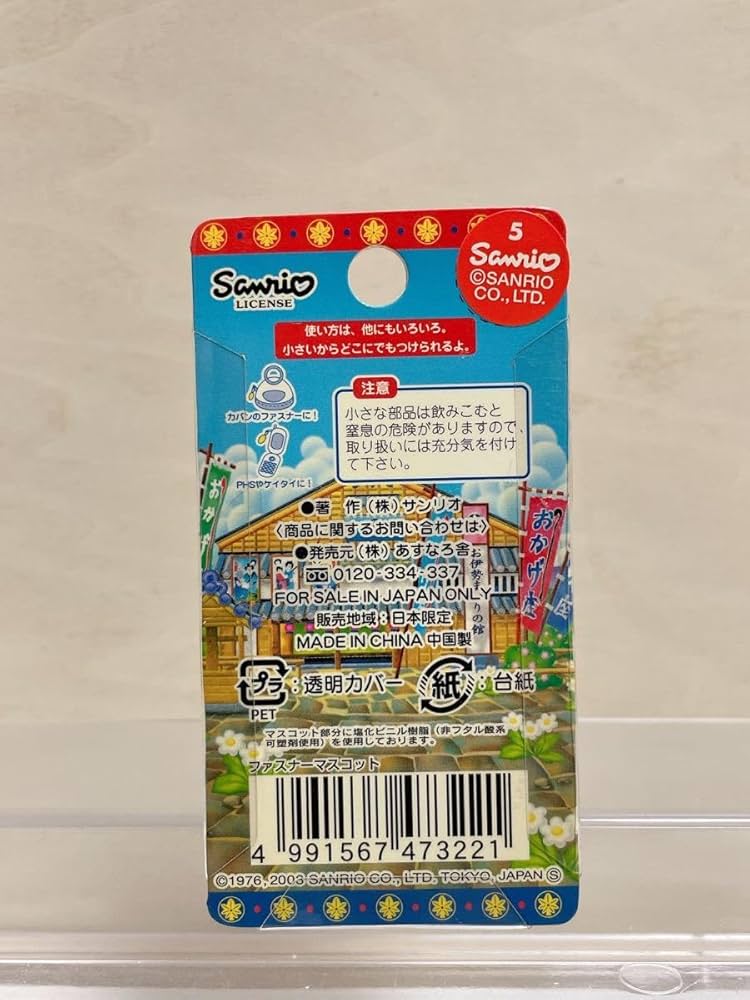 5
Sanrio
©SANRIO
CO., LTD.
Sanrio
LICENSE
使い方は、他にもいろいろ。
小さいからどこにでもつけられるよ。
カバンのファスナーに!
PHSやケイタイに!
注意
小さな部品は飲みこむと
窒息の危険がありますので、
取り扱いには充分気を付け
て下さい。
おかげ
おかげ座
座
お伊勢まいりの館
●著 作 (株) サンリオ
〈商品に関するお問い合わせは〉
●発売元 (株) あすなろ舎
0120-334-337
FOR SALE IN JAPAN ONLY
販売地域:日本限定
MADE IN CHINA 中国製
プラ:透明カバー 紙:台紙
PET
マスコット部分に塩化ビニル樹脂(非フタル酸系
可塑剤使用)を使用しております。
ファスナーマスコット
4 991567 473221
©1976, 2003 SANRIO CO., LTD. TOKYO, JAPAN Ⓢ